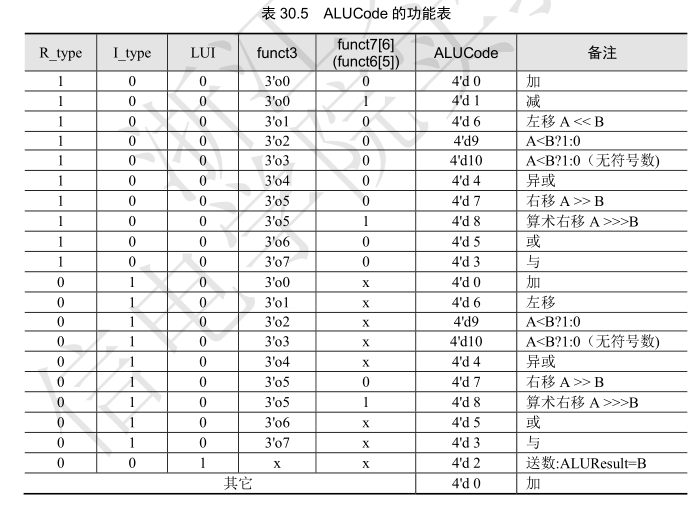 表 30.5 ALUCode 的功能表
R_type I_type LUI funct3 funct7[6] (funct6[5]) ALUCode 备注
1 0 0 3'o0 0 4'd 0 加
1 0 0 3'o0 1 4'd 1 减
1 0 0 3'o1 0 4'd 6 左移 A << B
1 0 0 3'o2 0 4'd9 A<B?1:0
1 0 0 3'o3 0 4'd10 A<B?1:0（无符号数)
1 0 0 3'o4 0 4'd 4 异或
1 0 0 3'o5 0 4'd 7 右移 A >> B
1 0 0 3'o5 1 4'd 8 算术右移 A >>>B
1 0 0 3'o6 0 4'd 5 或
1 0 0 3'o7 0 4'd 3 与
0 1 0 3'o0 x 4'd 0 加
0 1 0 3'o1 x 4'd 6 左移
0 1 0 3'o2 x 4'd9 A<B?1:0
0 1 0 3'o3 x 4'd10 A<B?1:0（无符号数)
0 1 0 3'o4 x 4'd 4 异或
0 1 0 3'o5 0 4'd 7 右移 A >> B
0 1 0 3'o5 1 4'd 8 算术右移 A >>>B
0 1 0 3'o6 x 4'd 5 或
0 1 0 3'o7 x 4'd 3 与
0 0 1 x x 4'd 2 送数:ALUResult=B
其它 4'd 0 加